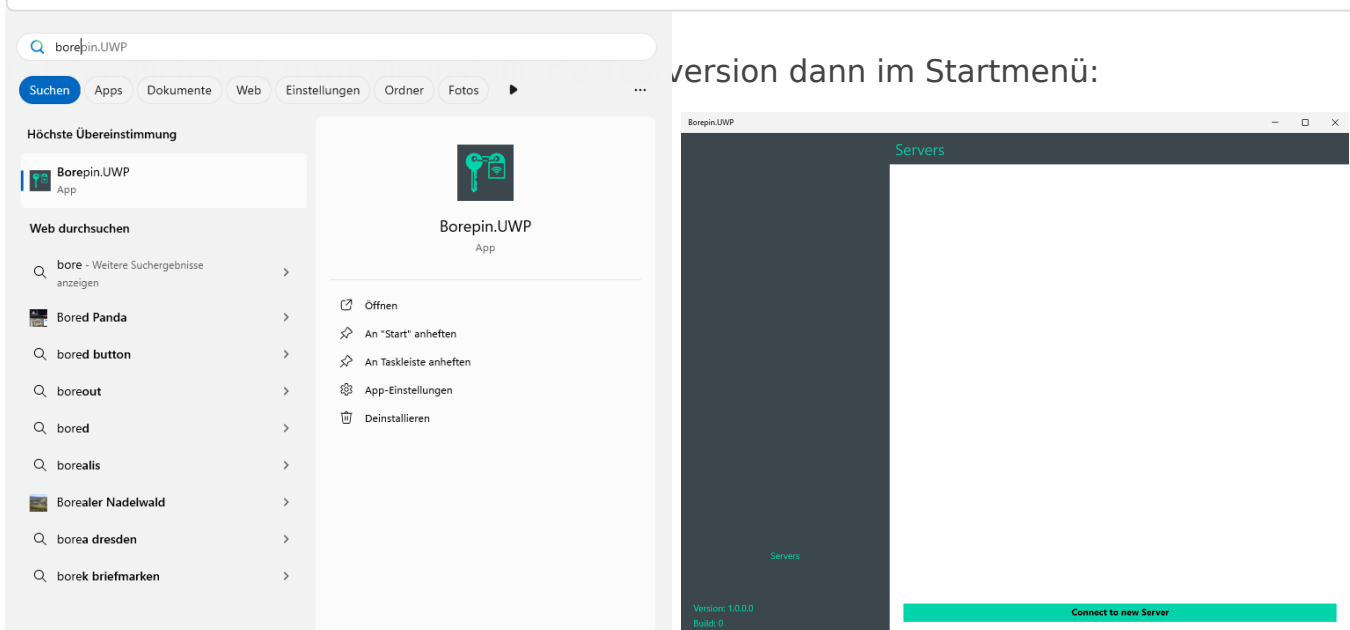 borepin.UWP
Suchen Apps Dokumente Web Einstellungen Ordner Fotos ...
Höchste Übereinstimmung
Borepin.UWP
App
Web durchsuchen
bore - Weitere Suchergebnisse
anzeigen
Bored Panda
bored button
boreout
bored
borealis
Borealer Nadelwald
borea dresden
borek briefmarken
Borepin.UWP
App
Öffnen
An "Start" anheften
An Taskleiste anheften
App-Einstellungen
Deinstallieren
version dann im Startmenü:
Borepin.UWP
Servers
Servers
Version: 1.0.0.0
Build: 0
Connect to new Server